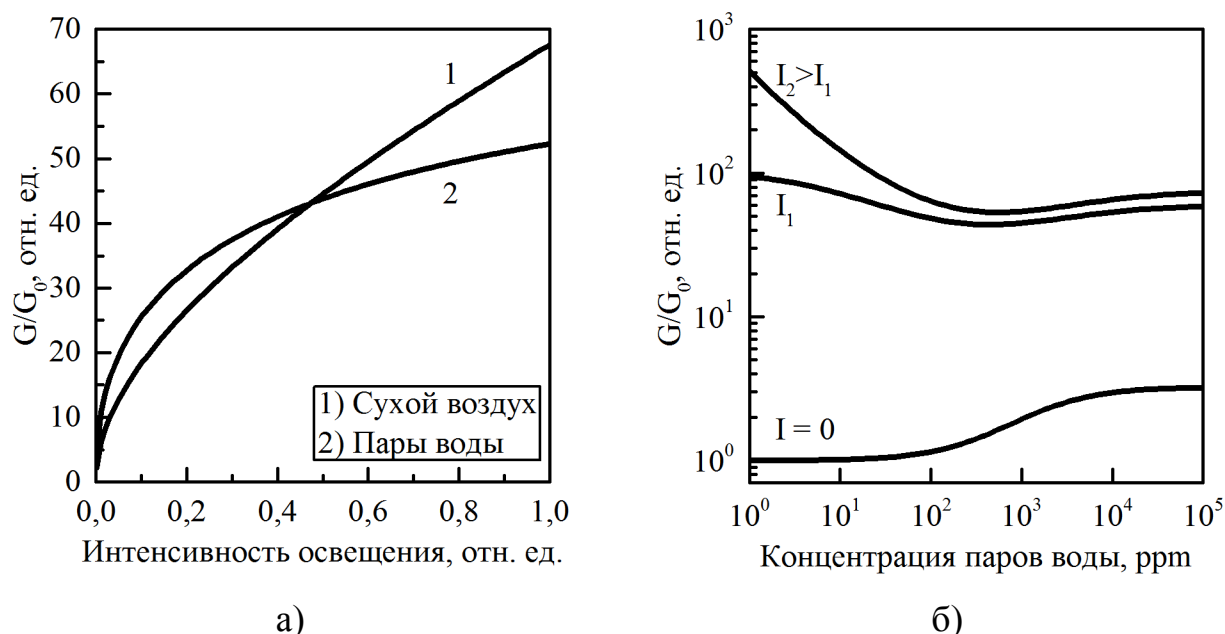 70
60
50
40
30
20
10
0
0,0
0,2
0,4
0,6
0,8
1,0
G/G0, отн. ед.
Интенсивность освещения, отн. ед.
1
2
1) Сухой воздух
2) Пары воды
а)
10^3
10^2
10^1
10^0
10^0
10^1
10^2
10^3
10^4
10^5
G/G0, отн. ед.
Концентрация паров воды, ppm
I2>I1
I1
I = 0
б)